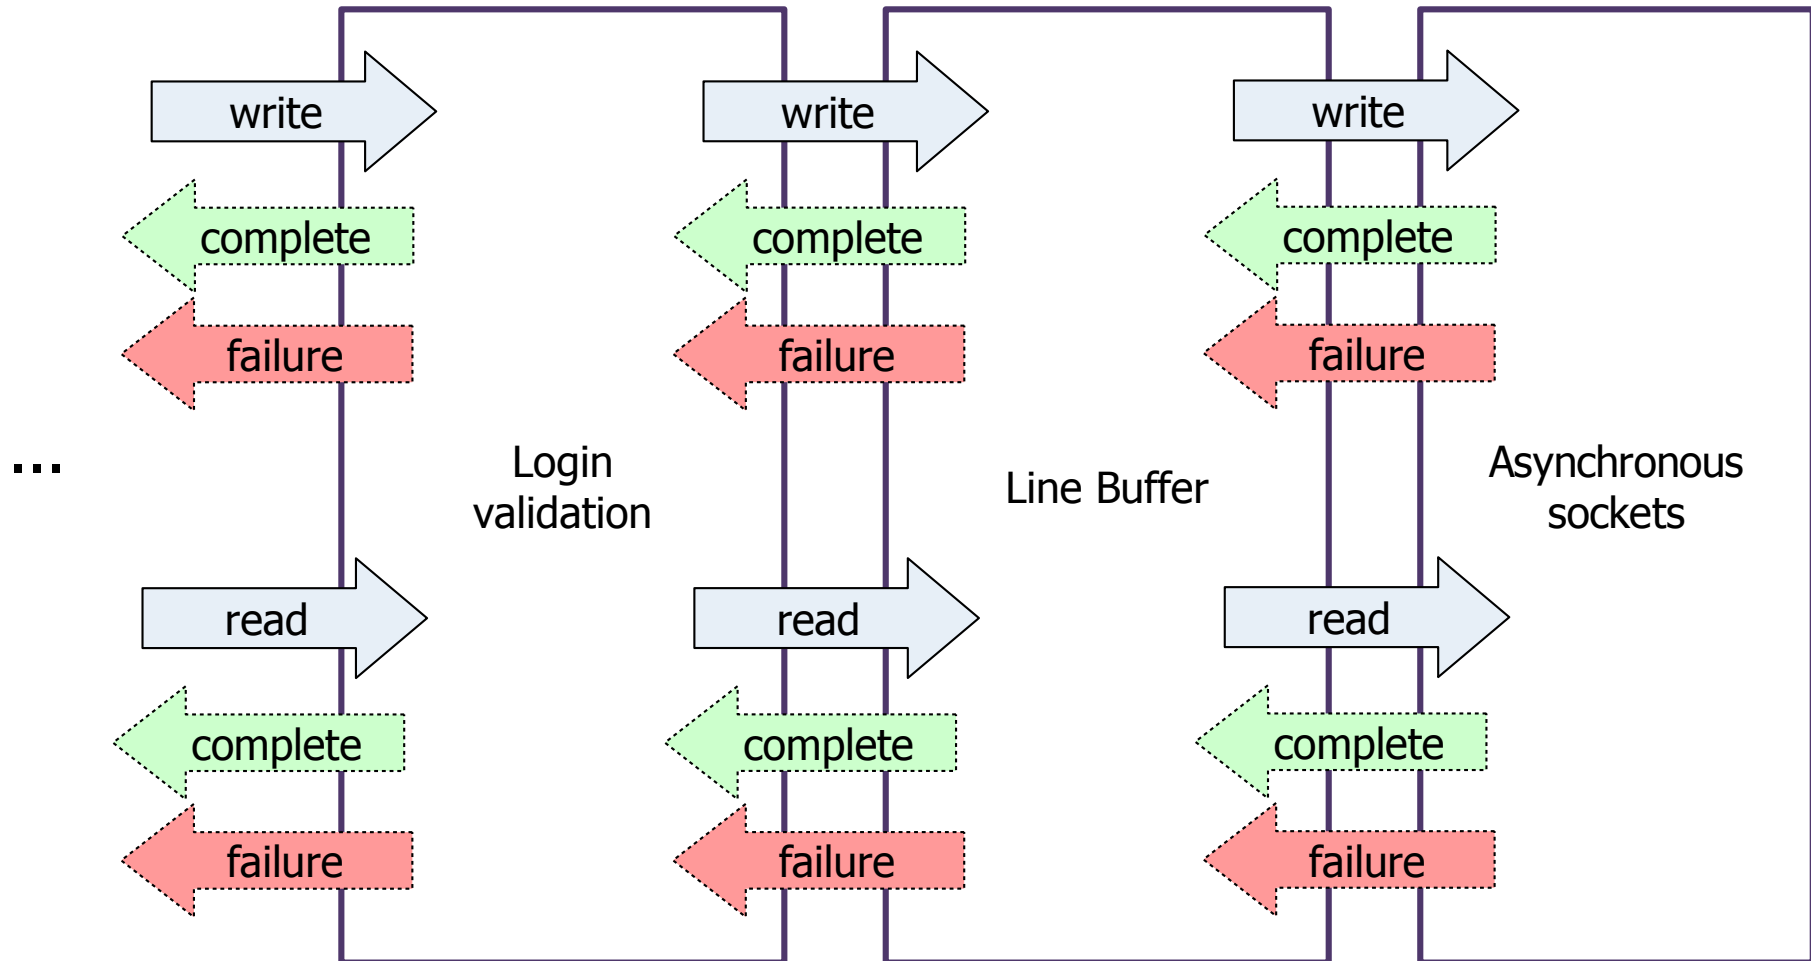 write
write
write
complete
complete
complete
failure
failure
failure
...
Login
validation
Line Buffer
Asynchronous
sockets
read
read
read
complete
complete
complete
failure
failure
failure